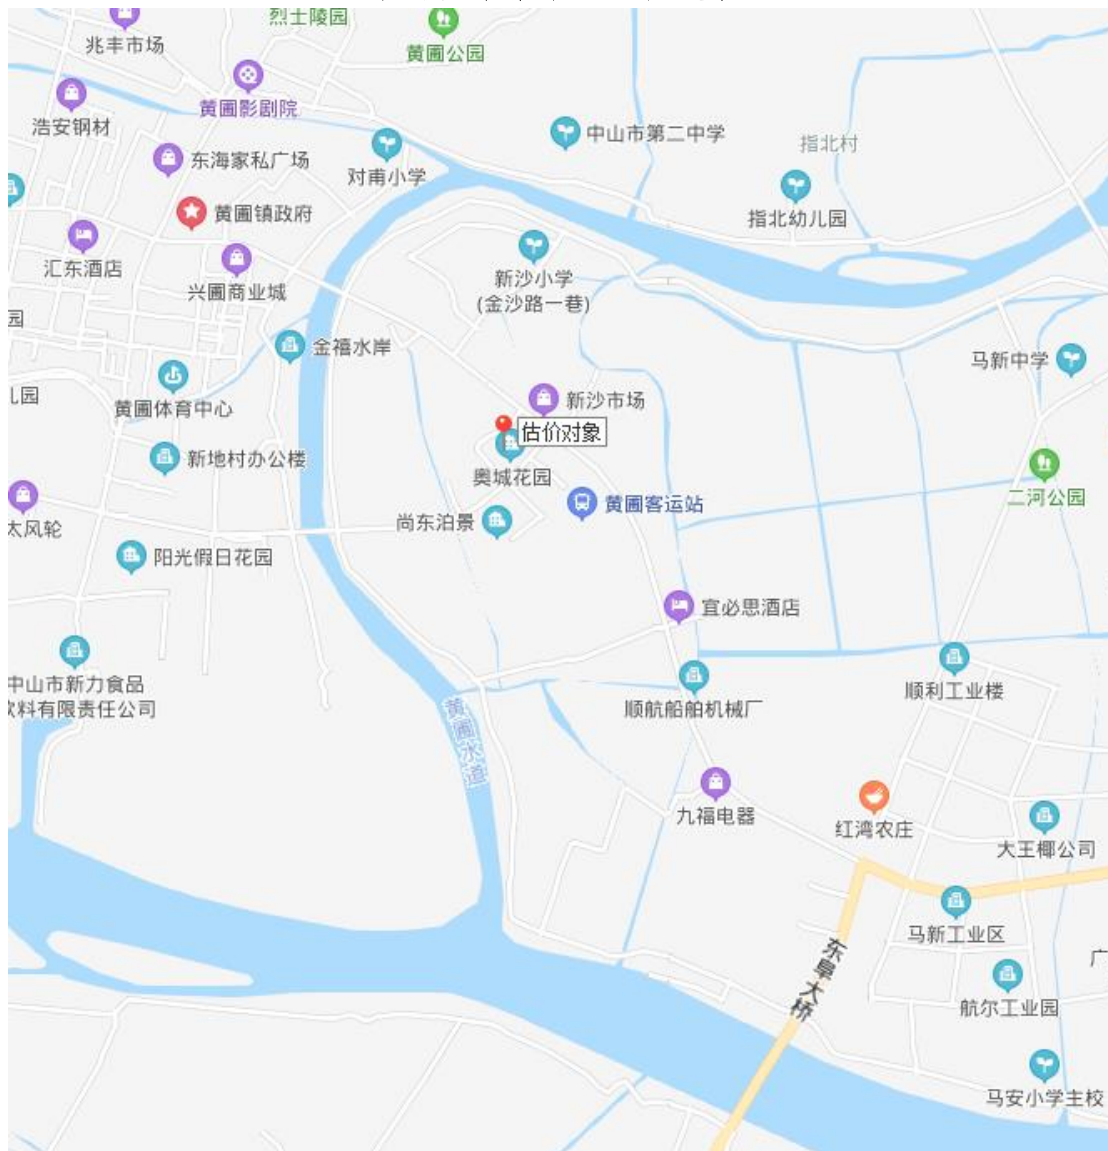 烈士陵园
兆丰市场
黄圃公园
黄圃影剧院
浩安钢材
中山市第二中学
指北村
东海家私广场
对甫小学
黄圃镇政府
指北幼儿园
汇东酒店
新沙小学
(金沙路一巷)
兴圃商业城
园
金禧水岸
马新中学
儿园
黄圃体育中心
新沙市场
估价对象
新地村办公楼
奥城花园
二河公园
黄圃客运站
太风轮
尚东泊景
阳光假日花园
宜必思酒店
中山市新力食品
饮料有限责任公司
顺利工业楼
顺航船舶机械厂
黄圃水道
九福电器
红湾农庄
大王椰公司
马新工业区
东阜大桥
广
航尔工业园
马安小学主校